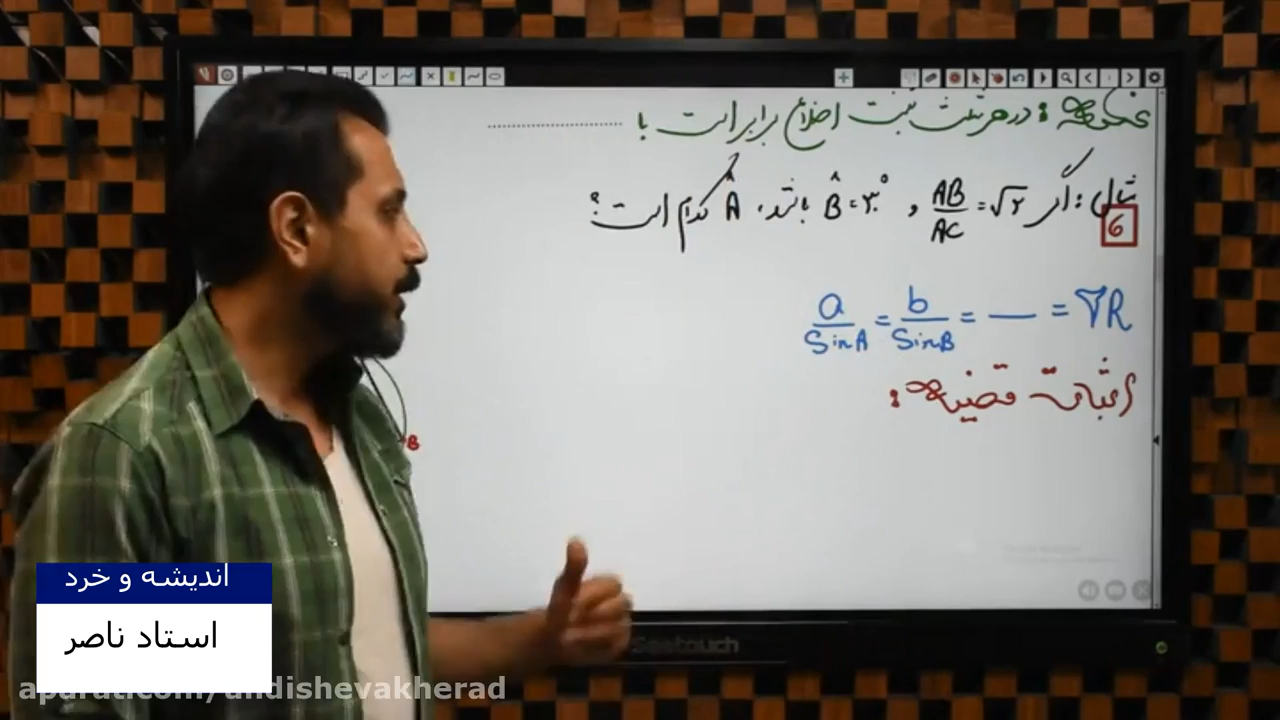 نکته: در هر مثلث نسبت اضلاع برابر است با ....................
مثال: اگر AB/AC = √۲ و B̂ = ۳۰° باشد، Â کدام است؟
6
a/SinA = b/SinB = — = ۲R
اثبات قضیه:
B
اندیشه و خرد
استاد ناصر
aparat.com/andishevakherad
Seetouch